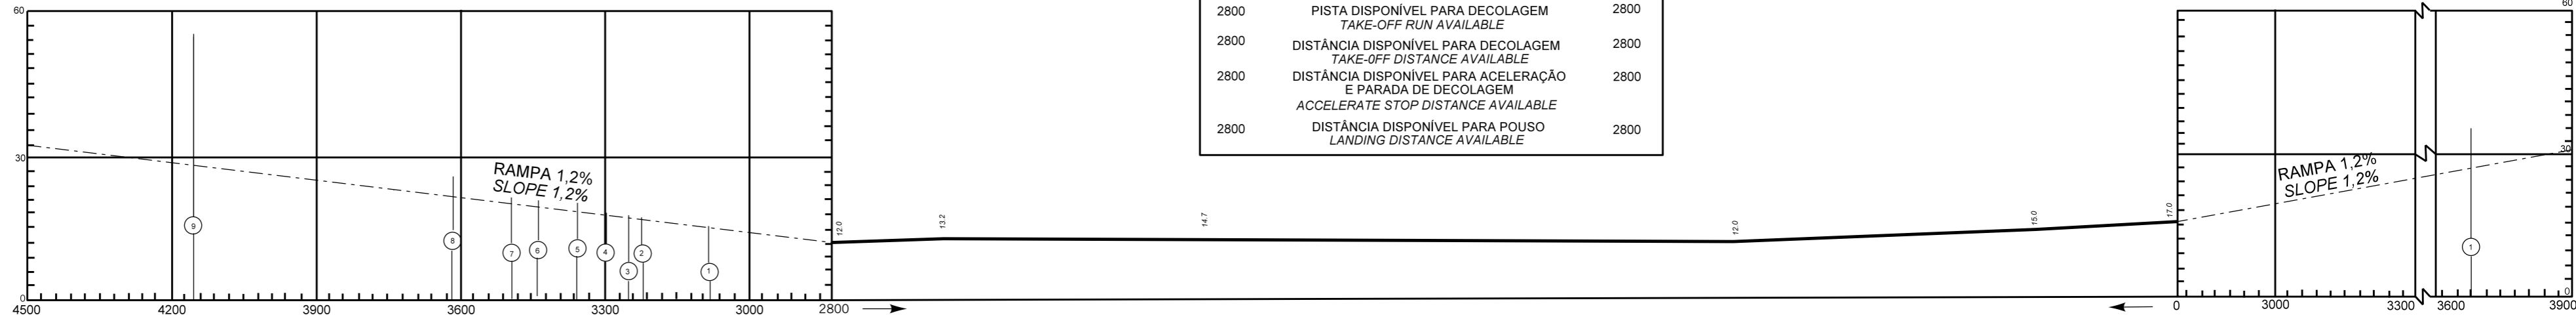 60
30
0
4500
4200
3900
3600
3300
3000
2800
RAMPA 1,2%
SLOPE 1,2%
9
8
7
6
5
4
3
2
1
12.0
13.2
14.7
12.0
15.0
17.0
2800 PISTA DISPONÍVEL PARA DECOLAGEM 2800
TAKE-OFF RUN AVAILABLE
2800 DISTÂNCIA DISPONÍVEL PARA DECOLAGEM 2800
TAKE-0FF DISTANCE AVAILABLE
2800 DISTÂNCIA DISPONÍVEL PARA ACELERAÇÃO 2800
E PARADA DE DECOLAGEM
ACCELERATE STOP DISTANCE AVAILABLE
2800 DISTÂNCIA DISPONÍVEL PARA POUSO 2800
LANDING DISTANCE AVAILABLE
RAMPA 1,2%
SLOPE 1,2%
1
60
30
0
0
3000
3300
3600
3900